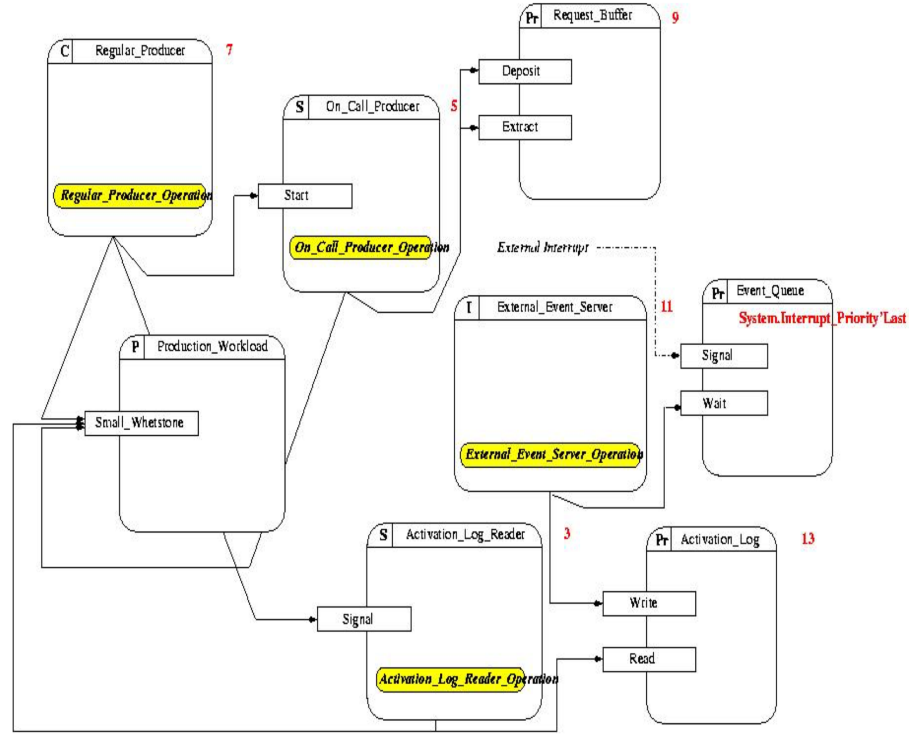 Pr Request_Buffer 9
C Regular_Producer 7
Deposit
S On_Call_Producer 5
Extract
Regular_Producer_Operation
Start
On_Call_Producer_Operation
External Interrupt
Pr Event_Queue
I External_Event_Server 11
System.Interrupt_Priority'Last
P Production_Workload
Signal
Wait
Small_Whetstone
External_Event_Server_Operation
S Activation_Log_Reader 3
Pr Activation_Log 13
Write
Signal
Read
Activation_Log_Reader_Operation